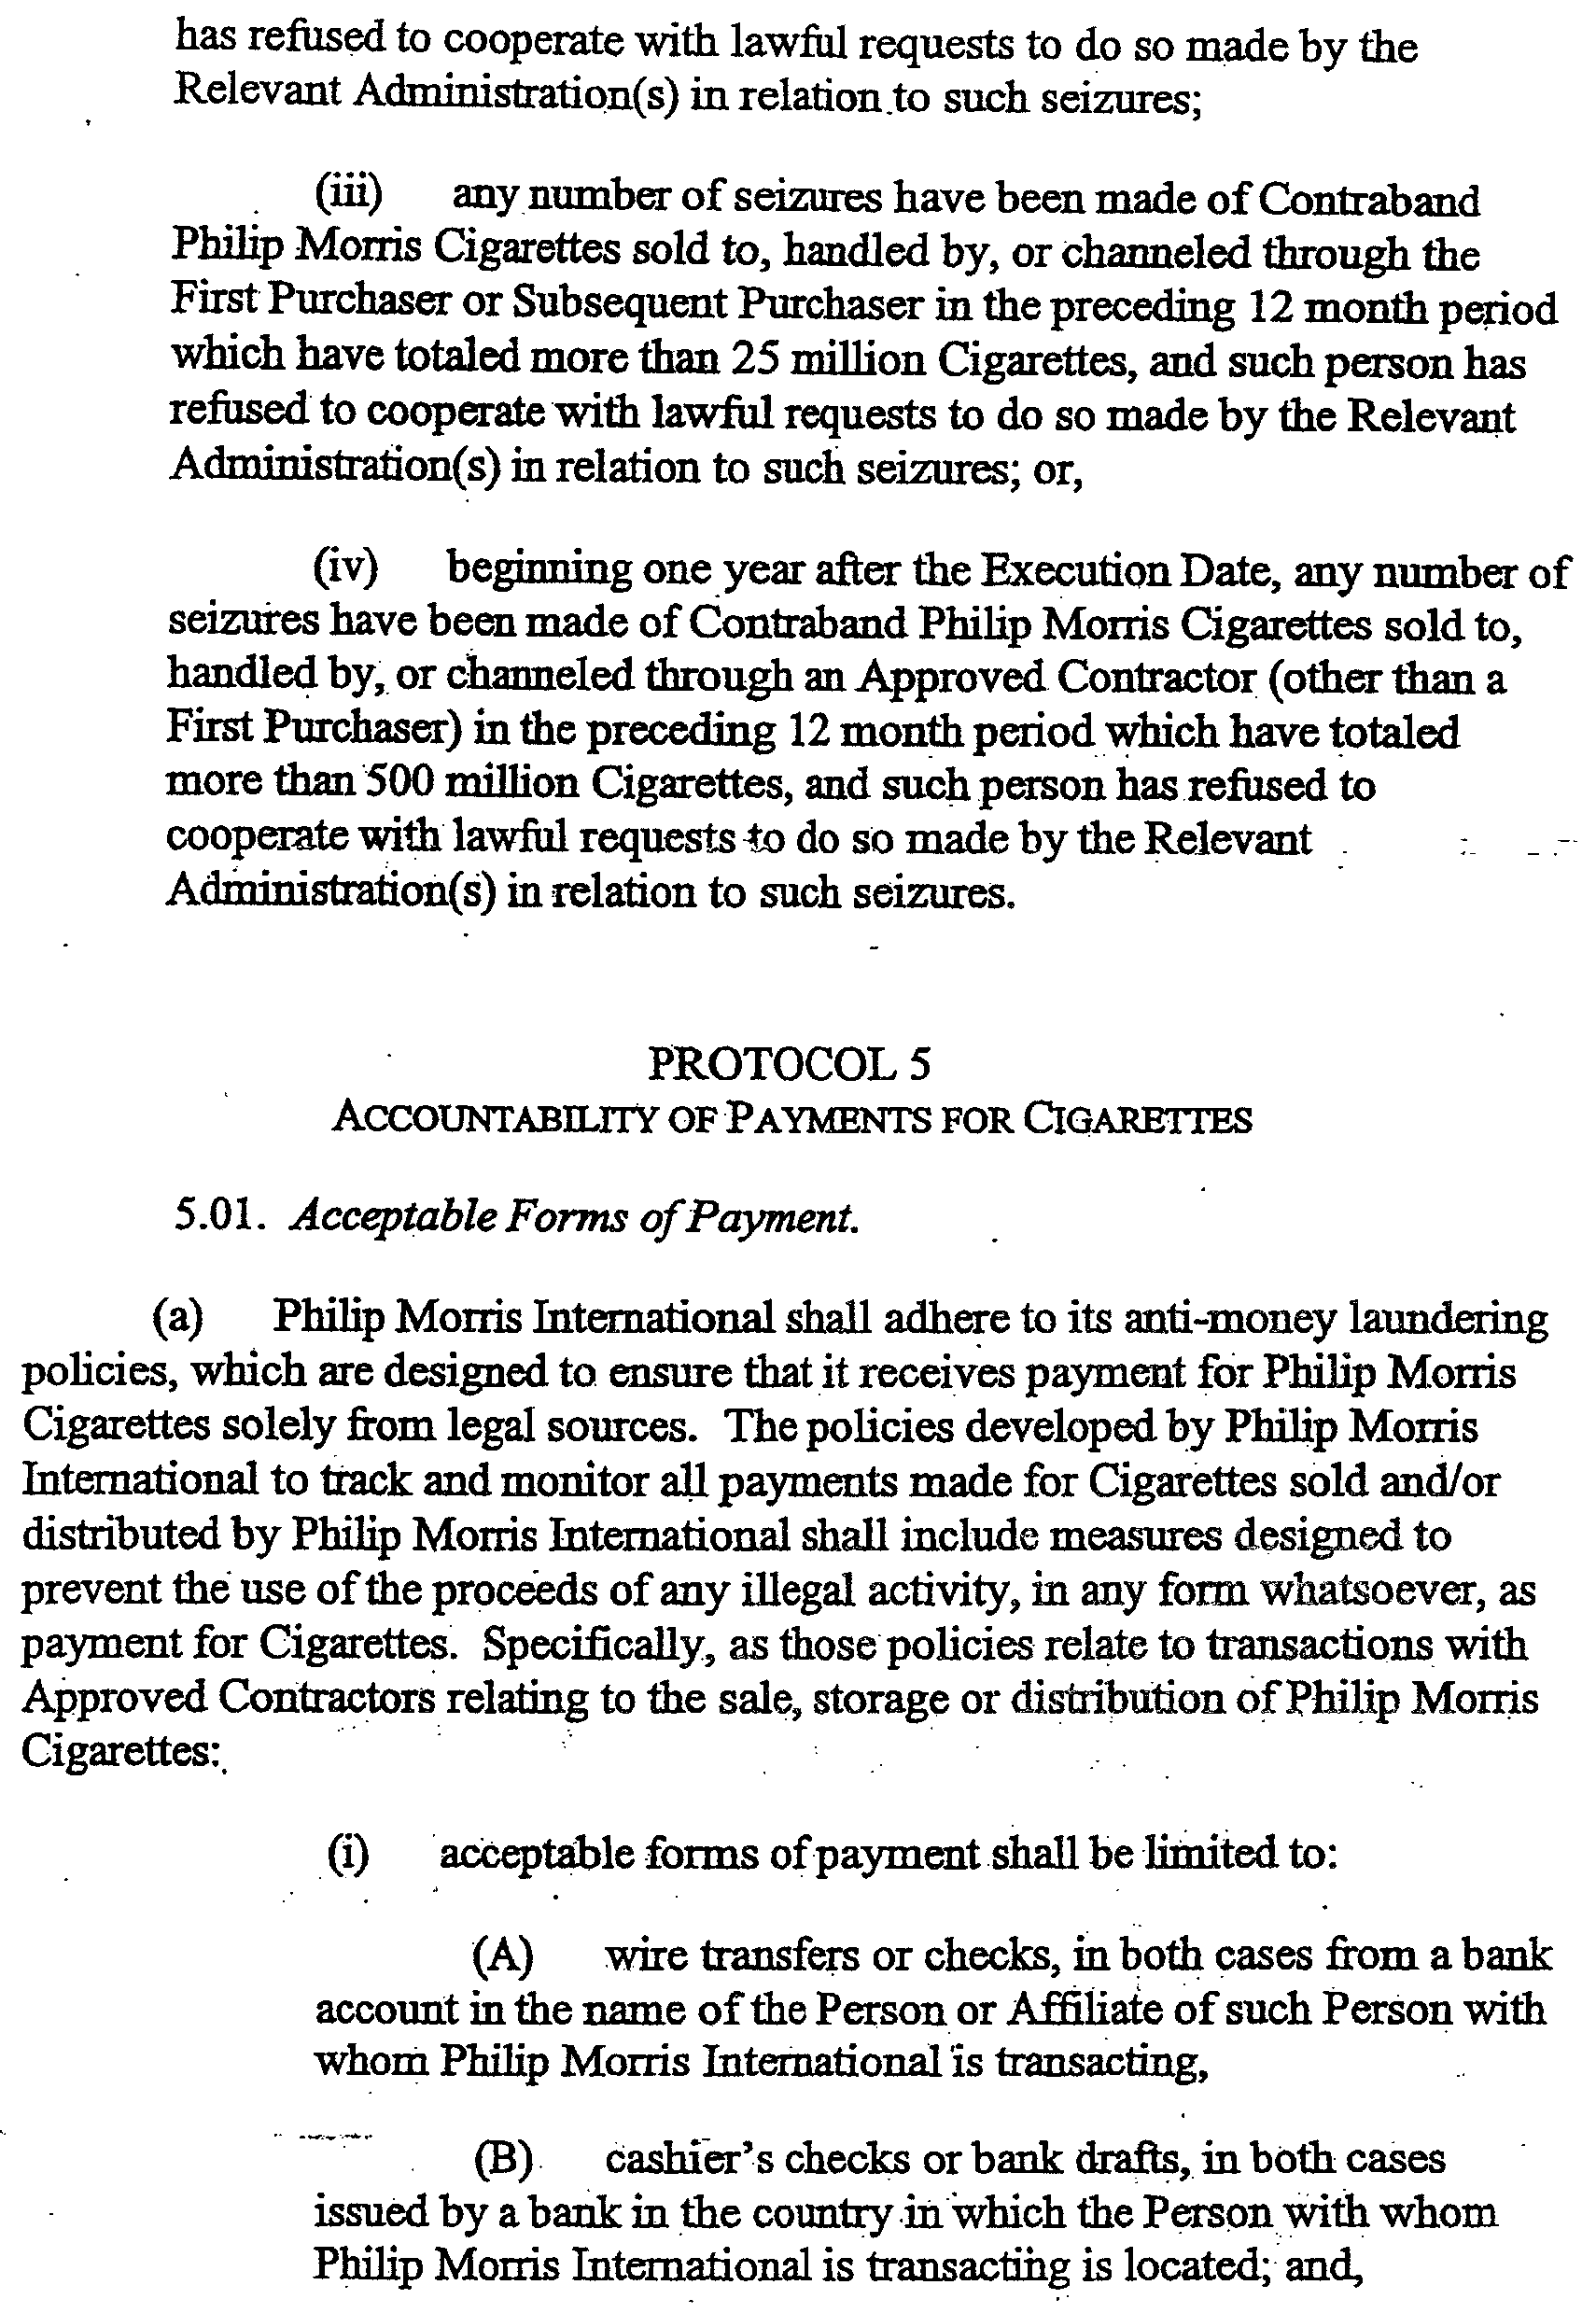 has refused to cooperate with lawful requests to do so made by the
Relevant Administration(s) in relation to such seizures;
(iii) any number of seizures have been made of Contraband
Philip Morris Cigarettes sold to, handled by, or channeled through the
First Purchaser or Subsequent Purchaser in the preceding 12 month period
which have totaled more than 25 million Cigarettes, and such person has
refused to cooperate with lawful requests to do so made by the Relevant
Administration(s) in relation to such seizures; or,
(iv) beginning one year after the Execution Date, any number of
seizures have been made of Contraband Philip Morris Cigarettes sold to,
handled by, or channeled through an Approved Contractor (other than a
First Purchaser) in the preceding 12 month period which have totaled
more than 500 million Cigarettes, and such person has refused to
cooperate with lawful requests to do so made by the Relevant
Administration(s) in relation to such seizures.
PROTOCOL 5
ACCOUNTABILITY OF PAYMENTS FOR CIGARETTES
5.01. Acceptable Forms of Payment.
(a) Philip Morris International shall adhere to its anti-money laundering
policies, which are designed to ensure that it receives payment for Philip Morris
Cigarettes solely from legal sources. The policies developed by Philip Morris
International to track and monitor all payments made for Cigarettes sold and/or
distributed by Philip Morris International shall include measures designed to
prevent the use of the proceeds of any illegal activity, in any form whatsoever, as
payment for Cigarettes. Specifically, as those policies relate to transactions with
Approved Contractors relating to the sale, storage or distribution of Philip Morris
Cigarettes:
(i) acceptable forms of payment shall be limited to:
(A) wire transfers or checks, in both cases from a bank
account in the name of the Person or Affiliate of such Person with
whom Philip Morris International is transacting,
(B) cashier's checks or bank drafts, in both cases
issued by a bank in the country in which the Person with whom
Philip Morris International is transacting is located; and,